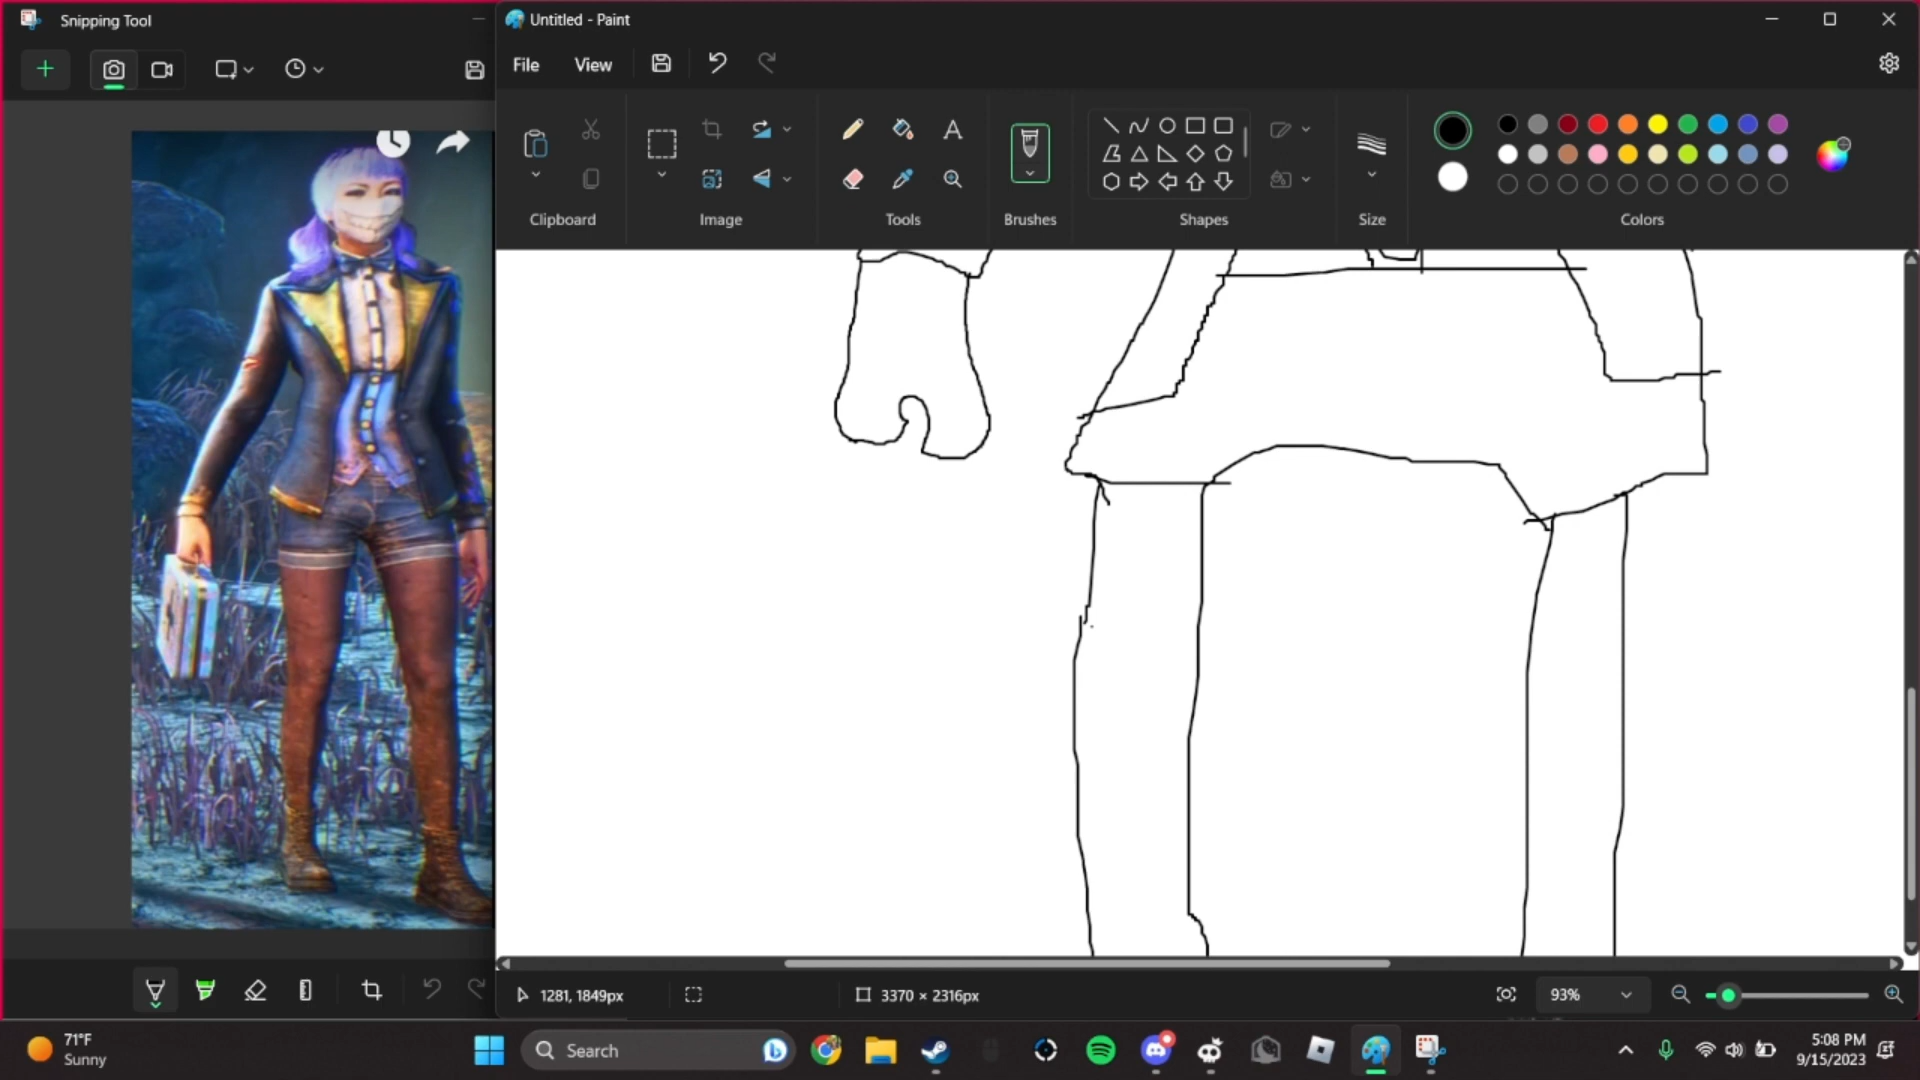 Snipping Tool
Untitled - Paint
File
View
Clipboard
Image
Tools
Brushes
Shapes
Size
Colors
1281, 1849px
3370 × 2316px
93%
71°F
Sunny
Search
5:08 PM
9/15/2023